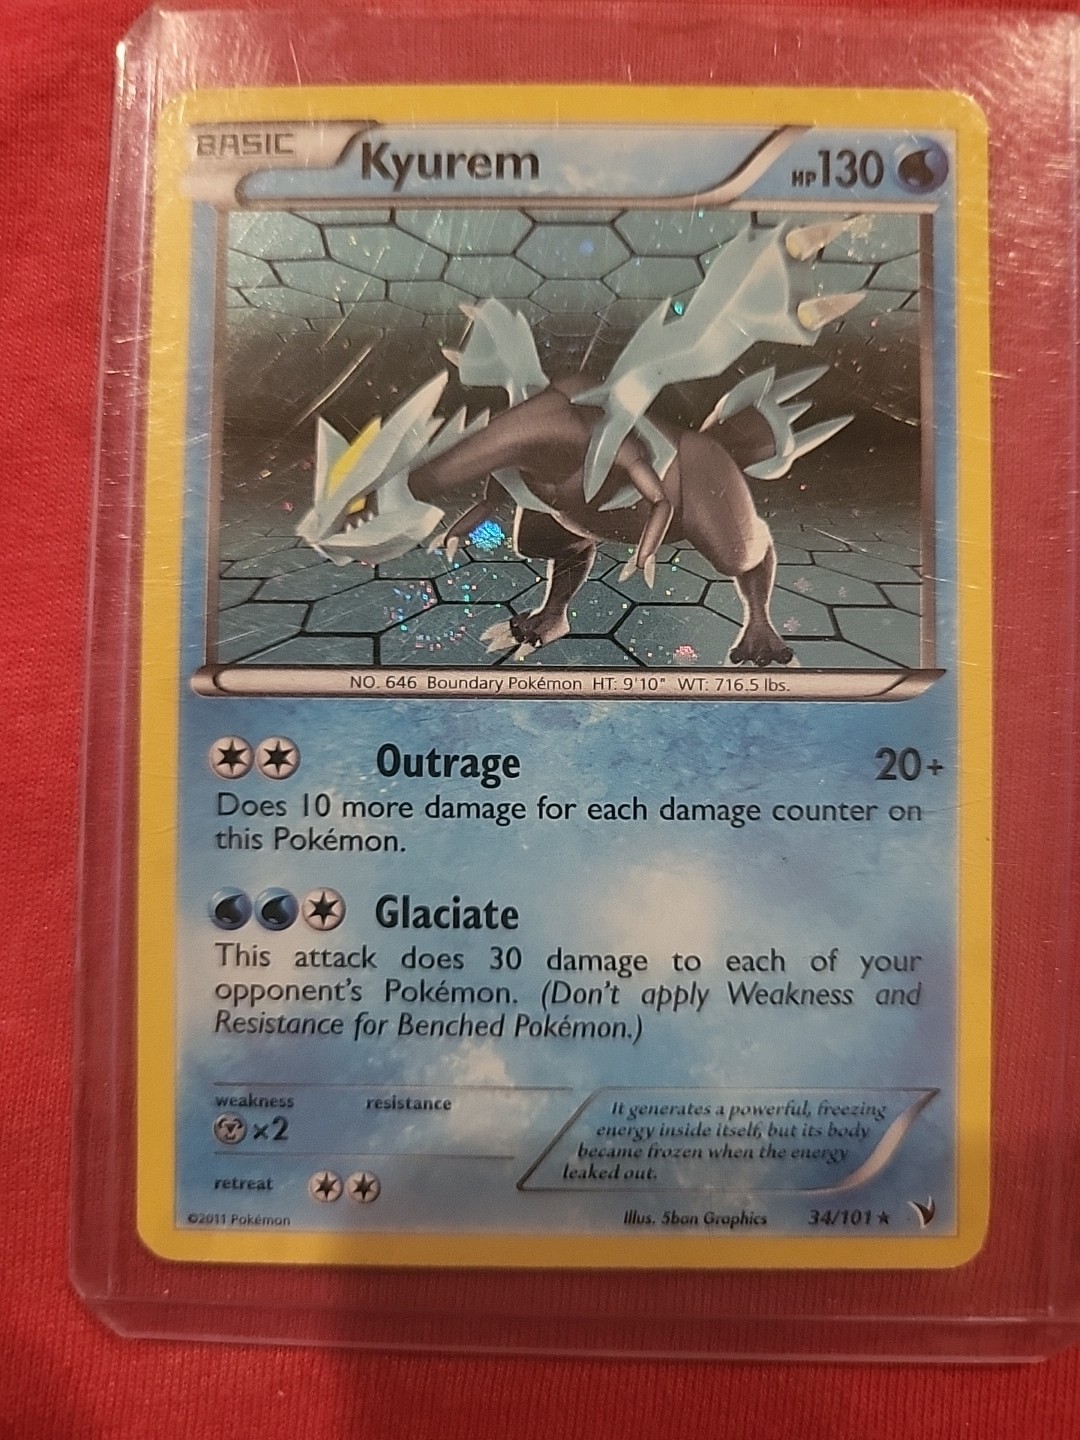 BASIC
Kyurem HP130
NO. 646 Boundary Pokémon HT: 9'10" WT: 716.5 lbs.
Outrage 20+
Does 10 more damage for each damage counter on
this Pokémon.
Glaciate
This attack does 30 damage to each of your
opponent's Pokémon. (Don't apply Weakness and
Resistance for Benched Pokémon.)
weakness resistance
×2
It generates a powerful, freezing
energy inside itself, but its body
became frozen when the energy
leaked out.
retreat
©2011 Pokémon Illus. 5ban Graphics 34/101 ★